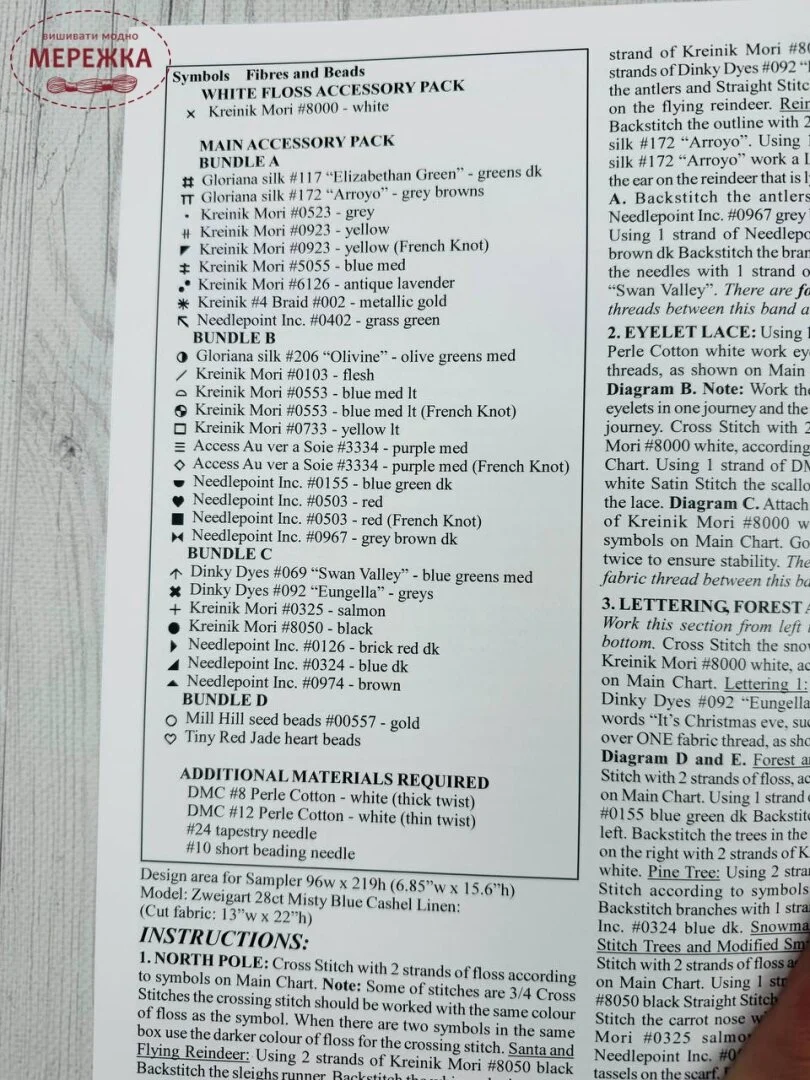 вишивати модно
МЕРЕЖКА
Symbols Fibres and Beads
WHITE FLOSS ACCESSORY PACK
× Kreinik Mori #8000 - white
MAIN ACCESSORY PACK
BUNDLE A
Gloriana silk #117 “Elizabethan Green” - greens dk
Gloriana silk #172 “Arroyo” - grey browns
Kreinik Mori #0523 - grey
Kreinik Mori #0923 - yellow
Kreinik Mori #0923 - yellow (French Knot)
Kreinik Mori #5055 - blue med
Kreinik Mori #6126 - antique lavender
Kreinik #4 Braid #002 - metallic gold
Needlepoint Inc. #0402 - grass green
BUNDLE B
Gloriana silk #206 “Olivine” - olive greens med
Kreinik Mori #0103 - flesh
Kreinik Mori #0553 - blue med lt
Kreinik Mori #0553 - blue med lt (French Knot)
Kreinik Mori #0733 - yellow lt
Access Au ver a Soie #3334 - purple med
Access Au ver a Soie #3334 - purple med (French Knot)
Needlepoint Inc. #0155 - blue green dk
Needlepoint Inc. #0503 - red
Needlepoint Inc. #0503 - red (French Knot)
Needlepoint Inc. #0967 - grey brown dk
BUNDLE C
Dinky Dyes #069 “Swan Valley” - blue greens med
Dinky Dyes #092 “Eungella” - greys
Kreinik Mori #0325 - salmon
Kreinik Mori #8050 - black
Needlepoint Inc. #0126 - brick red dk
Needlepoint Inc. #0324 - blue dk
Needlepoint Inc. #0974 - brown
BUNDLE D
Mill Hill seed beads #00557 - gold
Tiny Red Jade heart beads
ADDITIONAL MATERIALS REQUIRED
DMC #8 Perle Cotton - white (thick twist)
DMC #12 Perle Cotton - white (thin twist)
#24 tapestry needle
#10 short beading needle
Design area for Sampler 96w x 219h (6.85”w x 15.6”h)
Model: Zweigart 28ct Misty Blue Cashel Linen:
(Cut fabric: 13”w x 22”h)
INSTRUCTIONS:
1. NORTH POLE: Cross Stitch with 2 strands of floss according
to symbols on Main Chart. Note: Some of stitches are 3/4 Cross
Stitches the crossing stitch should be worked with the same colour
of floss as the symbol. When there are two symbols in the same
box use the darker colour of floss for the crossing stitch. Santa and
Flying Reindeer: Using 2 strands of Kreinik Mori #8050 black
Backstitch the sleighs runner.
strand of Kreinik Mori
strands of Dinky Dyes #092
the antlers and Straight
on the flying reindeer.
Backstitch the outline with 2
silk #172 “Arroyo”. Using
silk #172 “Arroyo” work a
the ear on the reindeer that is
A. Backstitch the antlers
Needlepoint Inc. #0967 grey
Using 1 strand of
brown dk Backstitch the
the needles with 1 strand
“Swan Valley”. There are
threads between this band
2. EYELET LACE: Using
Perle Cotton white work
threads, as shown on Main
Diagram B. Note: Work the
eyelets in one journey and the
journey. Cross Stitch with 2
Mori #8000 white, according
Chart. Using 1 strand of
white Satin Stitch the
the lace. Diagram C. Attach
of Kreinik Mori #8000
symbols on Main Chart.
twice to ensure stability.
fabric thread between this
3. LETTERING, FOREST
Work this section from left
bottom. Cross Stitch the
Kreinik Mori #8000 white,
on Main Chart. Lettering 1:
Dinky Dyes #092 “Eungella
words “It’s Christmas eve,
over ONE fabric thread, as
Diagram D and E. Forest
Stitch with 2 strands of floss,
on Main Chart. Using 1 strand
#0155 blue green dk
left. Backstitch the trees in the
on the right with 2 strands of
white. Pine Tree: Using 2
Stitch according to symbols
Backstitch branches with 1
Inc. #0324 blue dk.
Stitch Trees and Modified
Stitch with 2 strands of floss
on Main Chart. Using 1
#8050 black Straight Stitch
Stitch the carrot nose
Mori #0325
Needlepoint Inc.
tassels on the scarf.